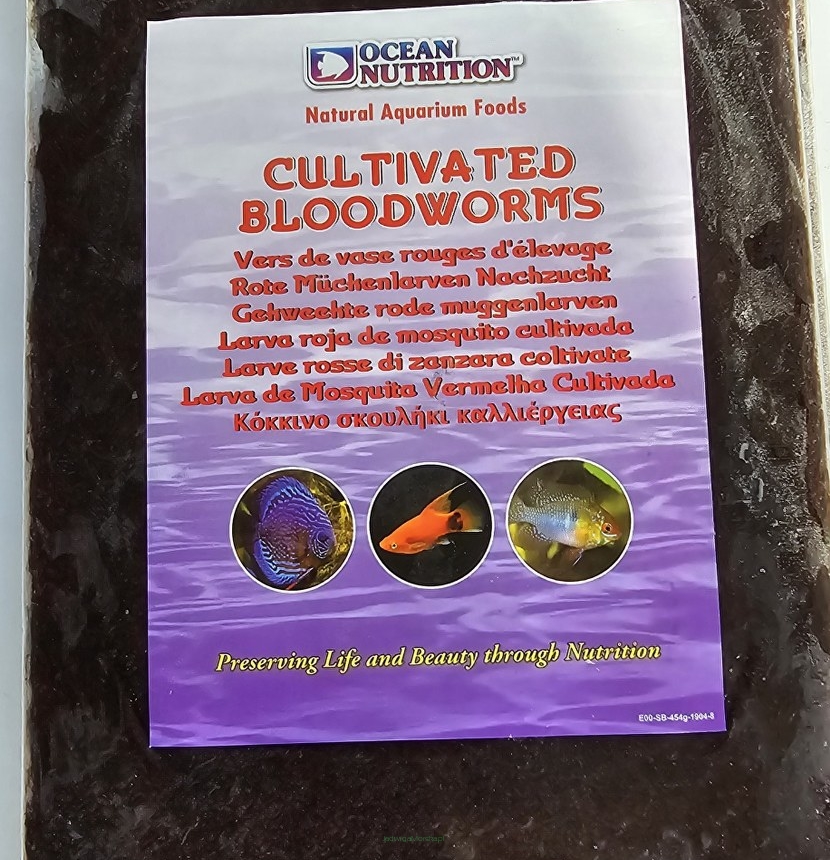 OCEAN
NUTRITION™
Natural Aquarium Foods
CULTIVATED
BLOODWORMS
Vers de vase rouges d'élevage
Rote Mückenlarven Nachzucht
Gekweekte rode muggenlarven
Larva roja de mosquito cultivada
Larve rosse di zanzara coltivate
Larva de Mosquita Vermelha Cultivada
Κόκκινο σκουλήκι καλλιέργειας
Preserving Life and Beauty through Nutrition
E00-SB-454g-1904-8